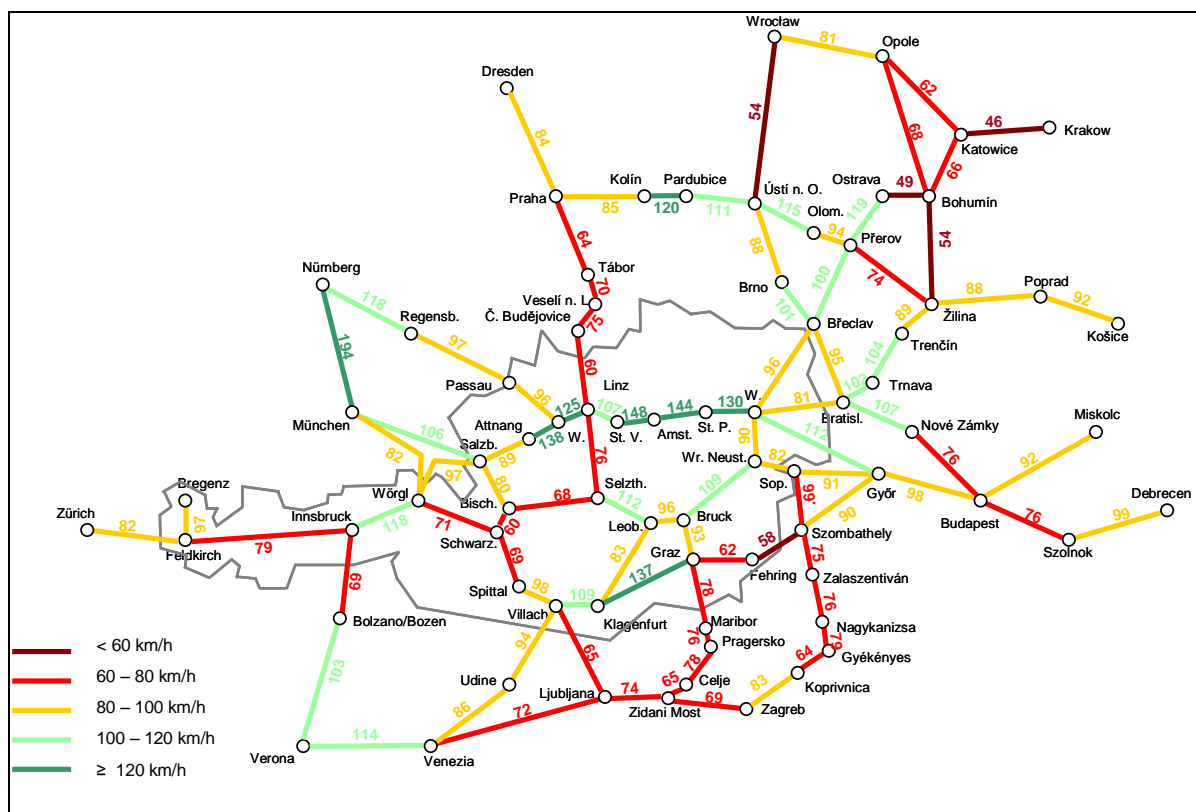 Wrocław
81
Opole
Dresden
62
54
84
68
46
Krakow
Katowice
66
Kolín
Pardubice
Ostrava
49
Praha
85
120
111
Ústí n. O.
Bohumín
115
Olom.
119
94
Přerov
54
64
88
74
Nürnberg
Tábor
70
Brno
100
88
Poprad
92
118
Veselí n. L
101
Žilina
Regensb.
Č. Budějovice
75
Břeclav
89
Košice
Trenčín
194
97
104
60
96
95
Passau
Linz
Trnava
96
102
125
107
148
144
130
W.
81
Bratisl.
107
Miskolc
München
Attnang
138
W.
St. V.
Amst.
St. P.
Nové Zámky
106
Salzb.
89
112
90
82
97
76
Wr. Neust.
82
76
92
Bregenz
80
109
Sop.
91
Győr
98
Debrecen
Wörgl
Bisch.
68
Selzth.
112
96
99'
Zürich
82
97
Innsbruck
118
71
60
Leob.
Bruck
90
Budapest
76
99
Feldkirch
79
Schwarz.
93
Szombathely
Szolnok
69
83
Graz
62
58
75
69
Spittal
98
137
Fehring
Zalaszentiván
78
109
Villach
Klagenfurt
76
Bolzano/Bozen
Maribor
Nagykanizsa
94
76
Pragersko
79
Gyékényes
< 60 km/h
65
78
64
103
Udine
65
Celje
Koprivnica
60 – 80 km/h
Ljubljana
74
69
83
86
72
Zidani Most
Zagreb
80 – 100 km/h
100 – 120 km/h
114
Verona
Venezia
≥ 120 km/h